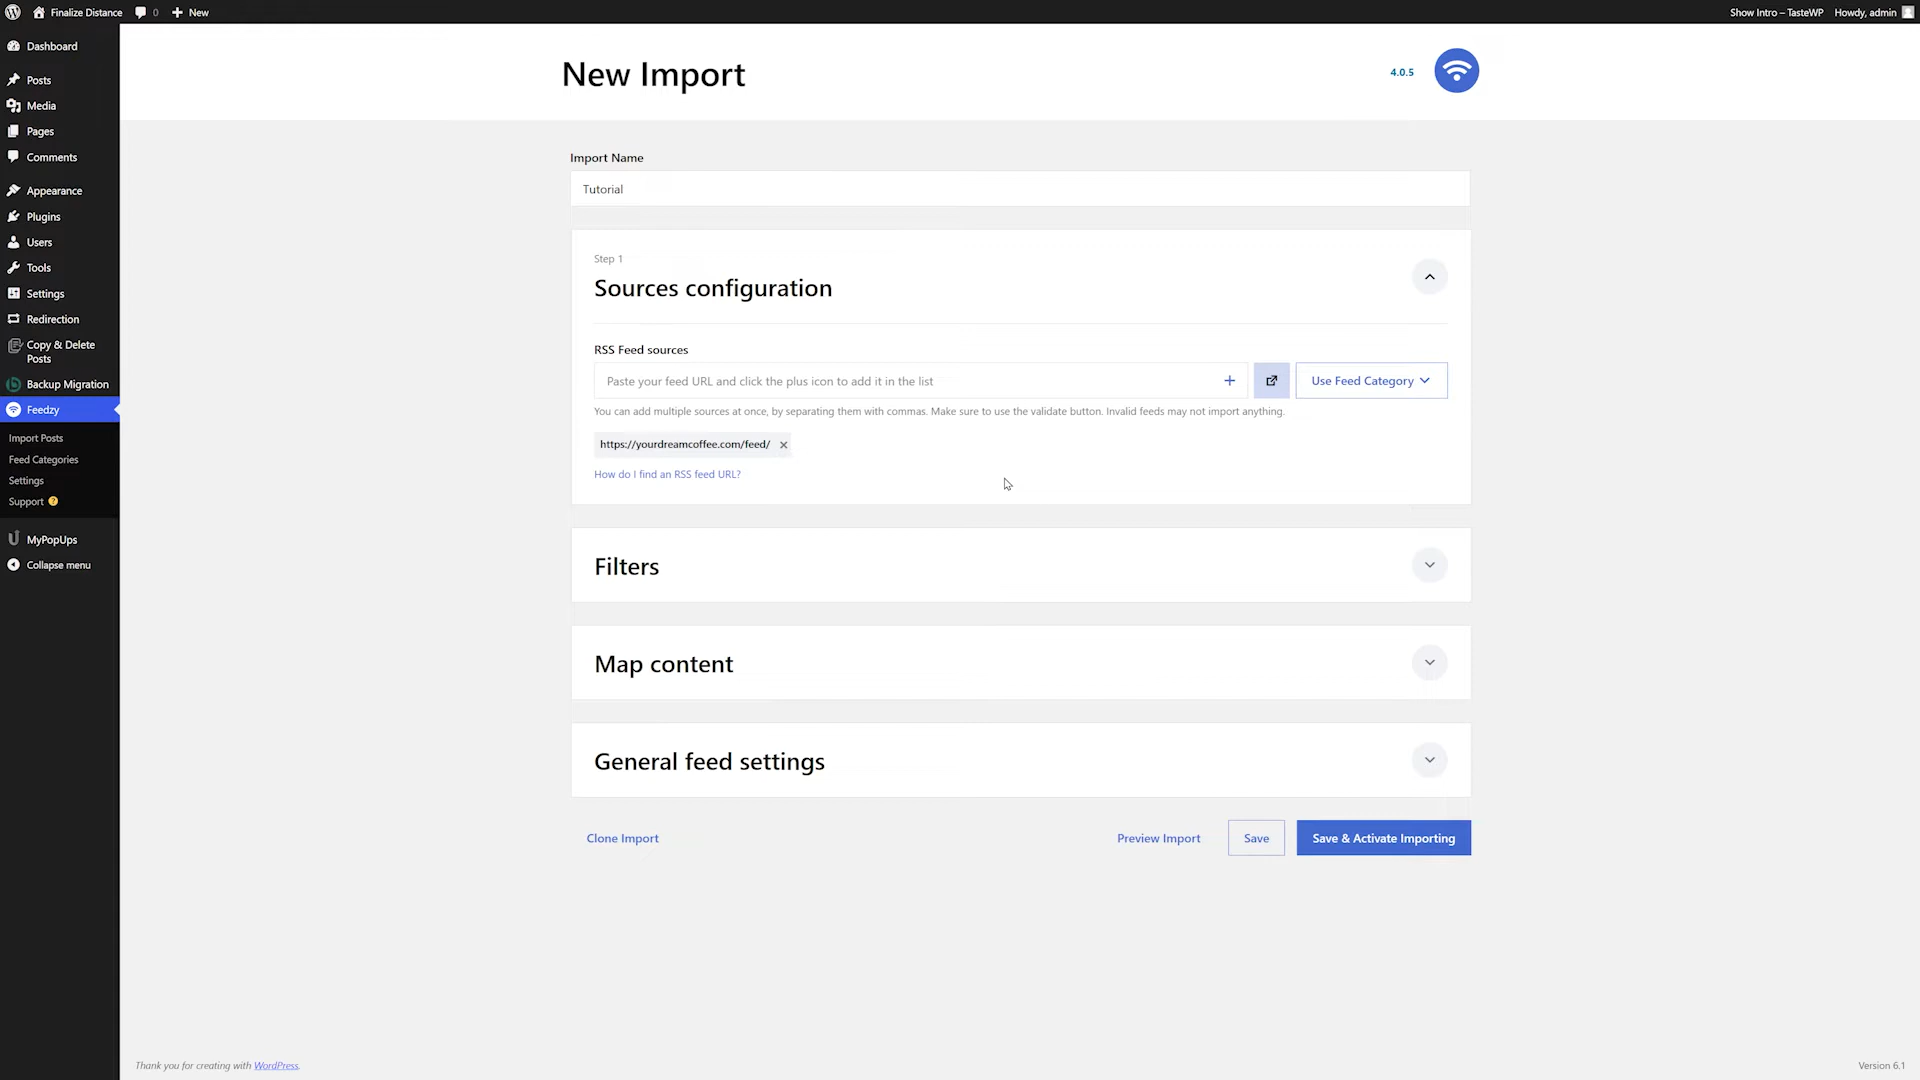 Finalize Distance
0
New
Show Intro – TasteWP
Howdy, admin
Dashboard
Posts
Media
Pages
Comments
Appearance
Plugins
Users
Tools
Settings
Redirection
Copy & Delete
Posts
Backup Migration
Feedzy
Import Posts
Feed Categories
Settings
Support ?
MyPopUps
Collapse menu
New Import
4.0.5
Import Name
Tutorial
Step 1
Sources configuration
RSS Feed sources
Paste your feed URL and click the plus icon to add it in the list
Use Feed Category
You can add multiple sources at once, by separating them with commas. Make sure to use the validate button. Invalid feeds may not import anything.
https://yourdreamcoffee.com/feed/
How do I find an RSS feed URL?
Filters
Map content
General feed settings
Clone Import
Preview Import
Save
Save & Activate Importing
Thank you for creating with WordPress.
Version 6.1